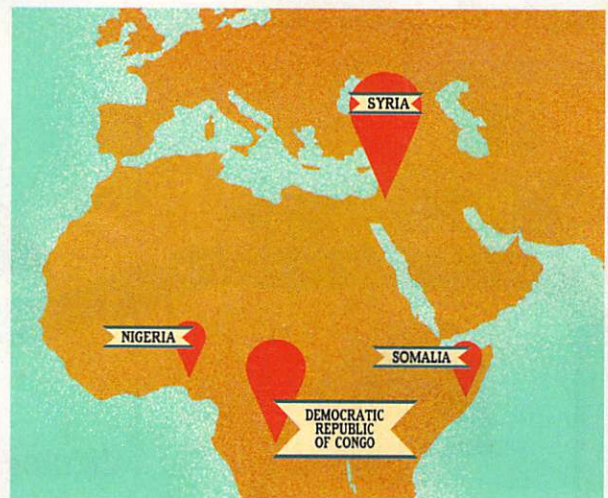 SYRIA
NIGERIA
SOMALIA
DEMOCRATIC
REPUBLIC
OF CONGO